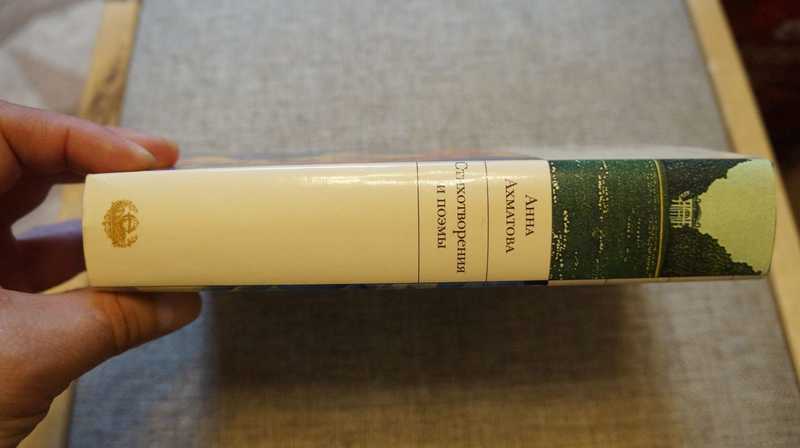 Анна
Ахматова
Стихотворения
и поэмы